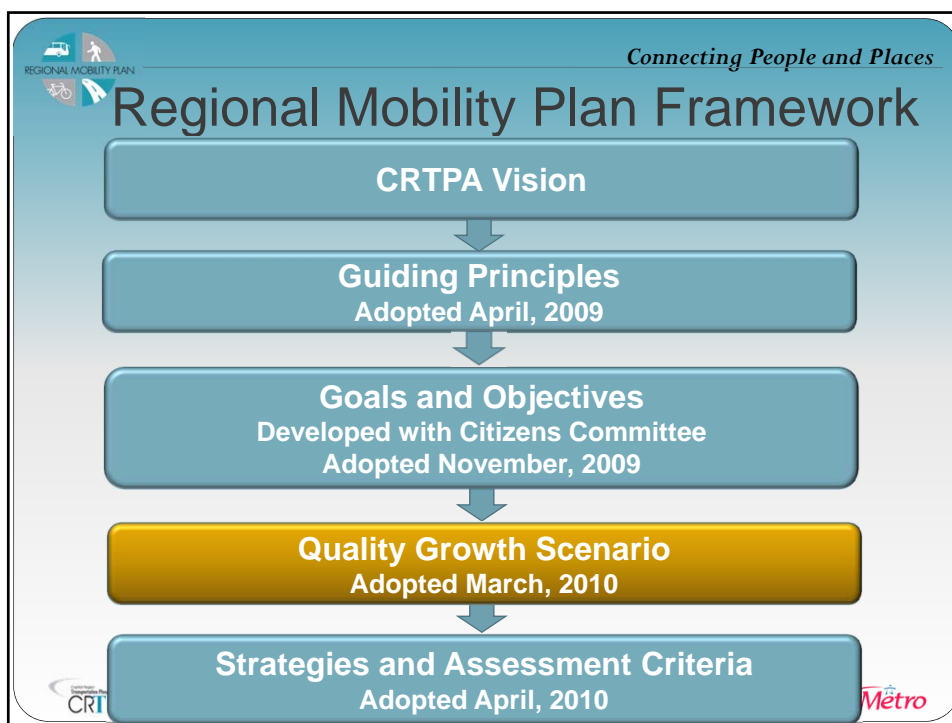 Connecting People and Places
REGIONAL MOBILITY PLAN
Regional Mobility Plan Framework
CRTPA Vision
Guiding Principles
Adopted April, 2009
Goals and Objectives
Developed with Citizens Committee
Adopted November, 2009
Quality Growth Scenario
Adopted March, 2010
Strategies and Assessment Criteria
Adopted April, 2010